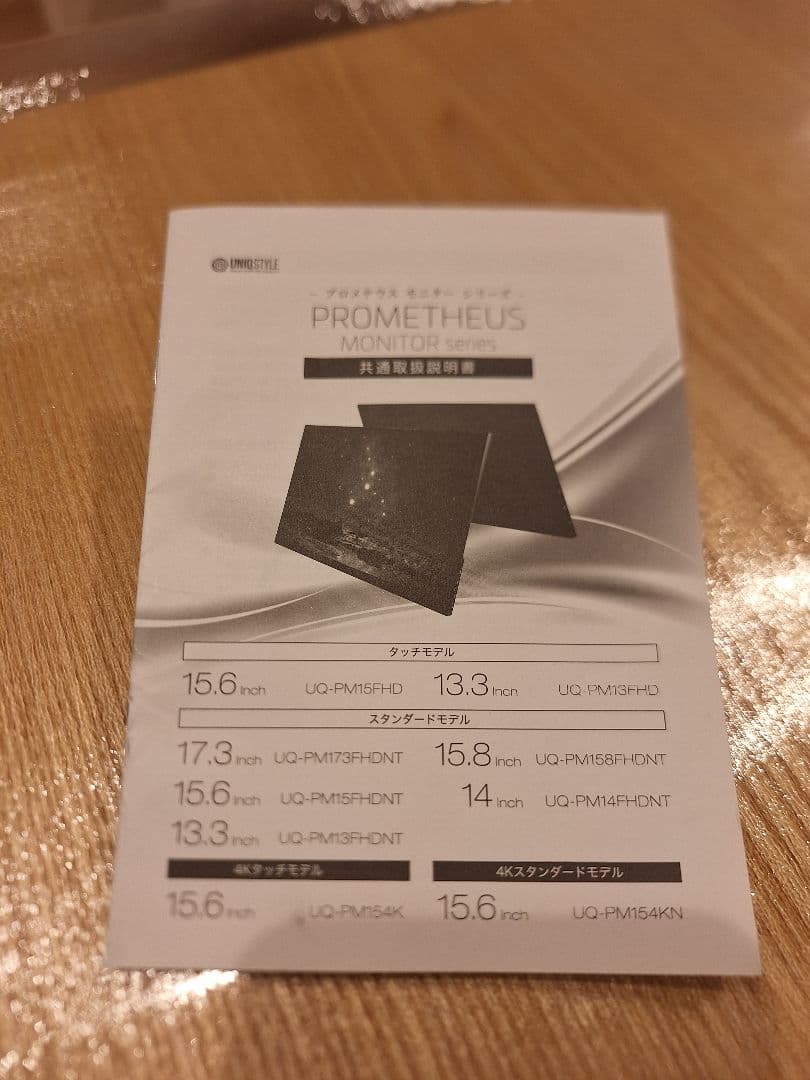 UNIQSTYLE
- プロメテウス モニター シリーズ -
PROMETHEUS
MONITOR series
共通取扱説明書
タッチモデル
15.6 Inch UQ-PM15FHD 13.3 Inch UQ-PM13FHD
スタンダードモデル
17.3 Inch UQ-PM173FHDNT 15.8 Inch UQ-PM158FHDNT
15.6 Inch UQ-PM15FHDNT 14 Inch UQ-PM14FHDNT
13.3 Inch UQ-PM13FHDNT
4Kタッチモデル 4Kスタンダードモデル
15.6 Inch UQ-PM154K 15.6 Inch UQ-PM154KN